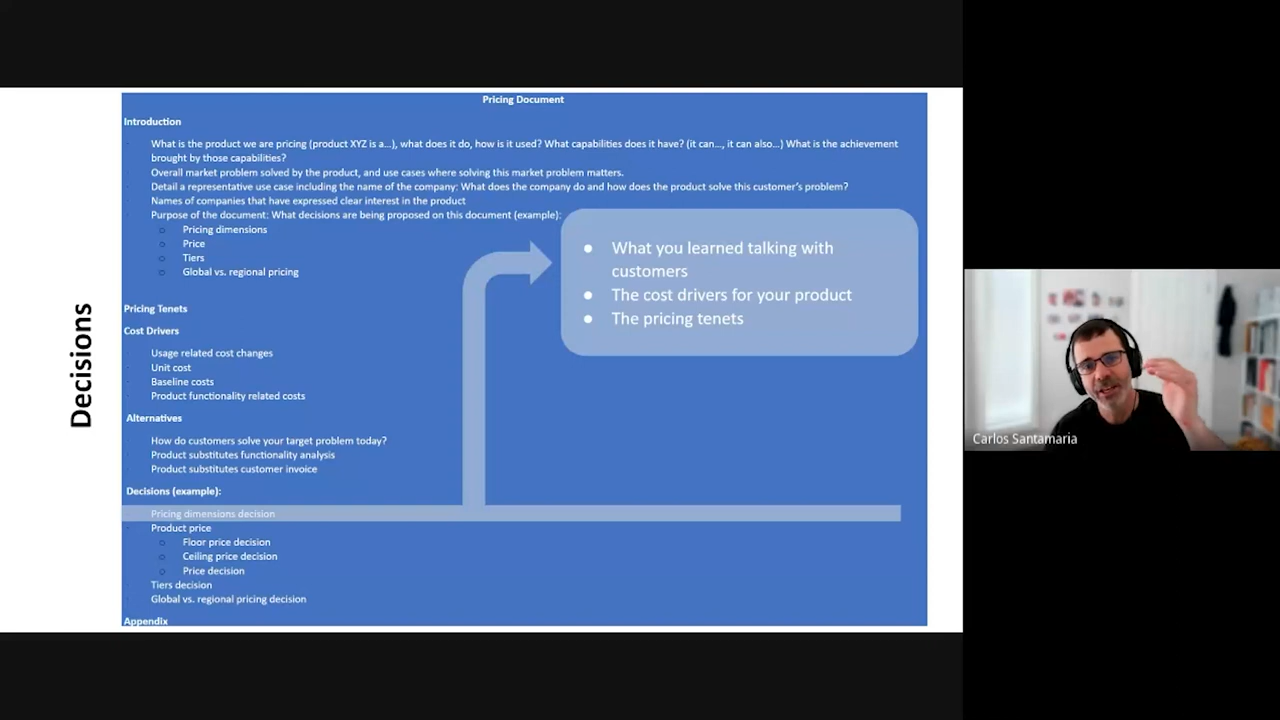 Decisions
Pricing Document
Introduction
What is the product we are pricing (product XYZ is a...), what does it do, how is it used? What capabilities does it have? (it can..., it can also...) What is the achievement
brought by those capabilities?
Overall market problem solved by the product, and use cases where solving this market problem matters.
Detail a representative use case including the name of the company: What does the company do and how does the product solve this customer's problem?
Names of companies that have expressed clear interest in the product
Purpose of the document: What decisions are being proposed on this document (example):
o Pricing dimensions
o Price
o Tiers
o Global vs. regional pricing
Pricing Tenets
Cost Drivers
Usage related cost changes
Unit cost
Baseline costs
Product functionality related costs
Alternatives
How do customers solve your target problem today?
Product substitutes functionality analysis
Product substitutes customer invoice
Decisions (example):
Pricing dimensions decision
Product price
o Floor price decision
o Ceiling price decision
o Price decision
Tiers decision
Global vs. regional pricing decision
Appendix
● What you learned talking with
customers
● The cost drivers for your product
● The pricing tenets
Carlos Santamaria